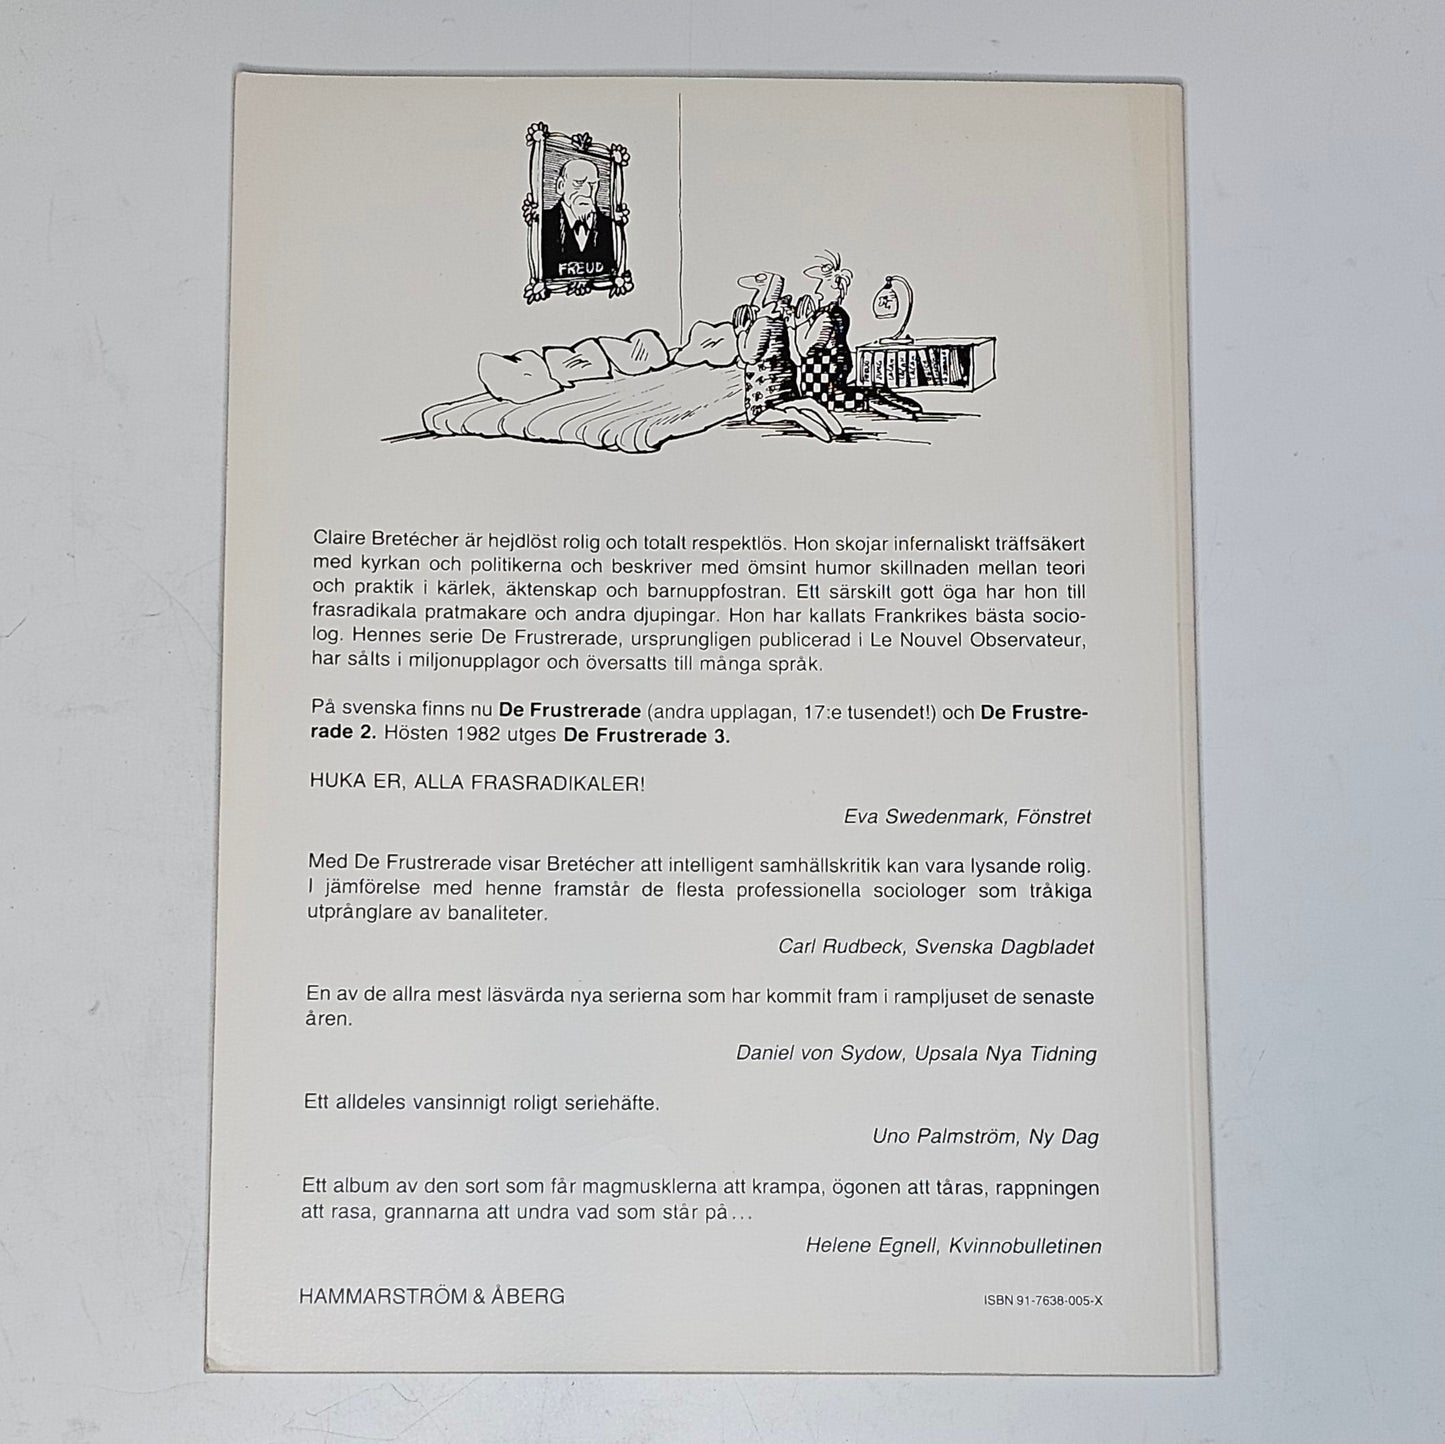 FREUD
Claire Bretécher är hejdlöst rolig och totalt respektlös. Hon skojar infernaliskt träffsäkert
med kyrkan och politikerna och beskriver med ömsint humor skillnaden mellan teori
och praktik i kärlek, äktenskap och barnuppfostran. Ett särskilt gott öga har hon till
frasradikala pratmakare och andra djupingar. Hon har kallats Frankrikes bästa socio-
log. Hennes serie De Frustrerade, ursprungligen publicerad i Le Nouvel Observateur,
har sålts i miljonupplagor och översatts till många språk.
På svenska finns nu De Frustrerade (andra upplagan, 17:e tusendet!) och De Frustre-
rade 2. Hösten 1982 utges De Frustrerade 3.
HUKA ER, ALLA FRASRADIKALER!
Eva Swedenmark, Fönstret
Med De Frustrerade visar Bretécher att intelligent samhällskritik kan vara lysande rolig.
I jämförelse med henne framstår de flesta professionella sociologer som tråkiga
utprånglare av banaliteter.
Carl Rudbeck, Svenska Dagbladet
En av de allra mest läsvärda nya serierna som har kommit fram i rampljuset de senaste
åren.
Daniel von Sydow, Upsala Nya Tidning
Ett alldeles vansinnigt roligt seriehäfte.
Uno Palmström, Ny Dag
Ett album av den sort som får magmusklerna att krampa, ögonen att tåras, rappningen
att rasa, grannarna att undra vad som står på...
Helene Egnell, Kvinnobulletinen
HAMMARSTRÖM & ÅBERG
ISBN 91-7638-005-X